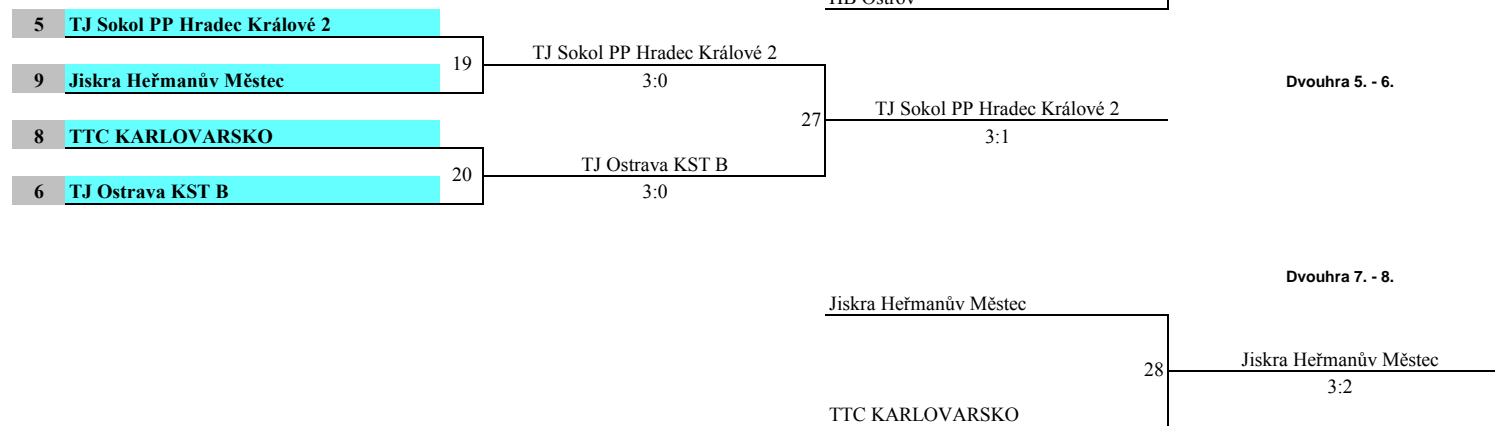 HB Ostrov
5 TJ Sokol PP Hradec Králové 2
19 TJ Sokol PP Hradec Králové 2
9 Jiskra Heřmanův Městec 3:0 Dvouhra 5. - 6.
27 TJ Sokol PP Hradec Králové 2
8 TTC KARLOVARSKO 3:1
20 TJ Ostrava KST B
6 TJ Ostrava KST B 3:0
Dvouhra 7. - 8.
Jiskra Heřmanův Městec
28 Jiskra Heřmanův Městec
3:2
TTC KARLOVARSKO